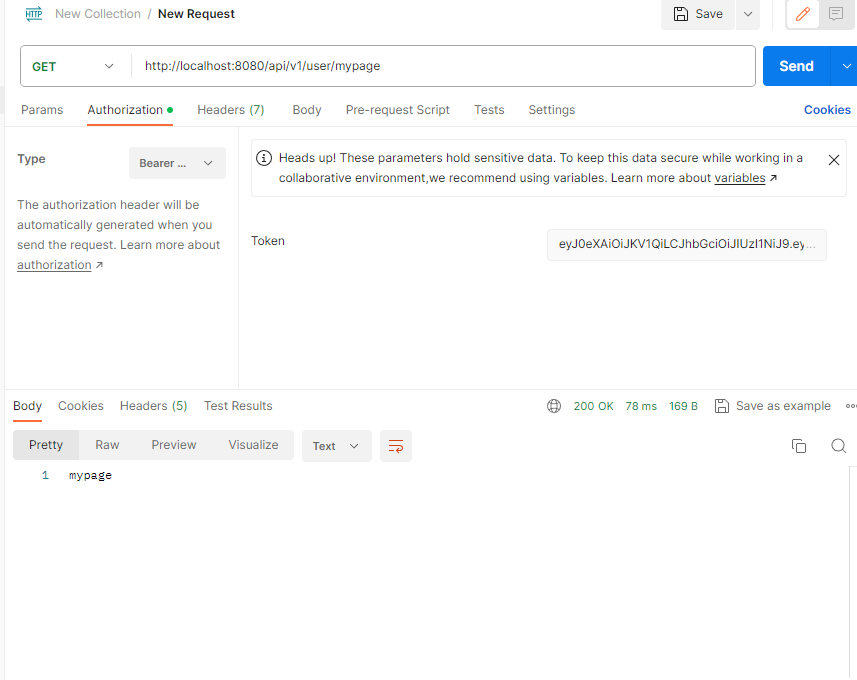 HTTP New Collection / New Request Save
GET http://localhost:8080/api/v1/user/mypage Send
Params Authorization Headers (7) Body Pre-request Script Tests Settings Cookies
Type Bearer ...
The authorization header will be
automatically generated when you
send the request. Learn more about
authorization ↗
Heads up! These parameters hold sensitive data. To keep this data secure while working in a
collaborative environment,we recommend using variables. Learn more about variables ↗
Token eyJ0eXAiOiJKV1QiLCJhbGciOiJIUzI1NiJ9.ey...
Body Cookies Headers (5) Test Results 200 OK 78 ms 169 B Save as example
Pretty Raw Preview Visualize Text
1 mypage